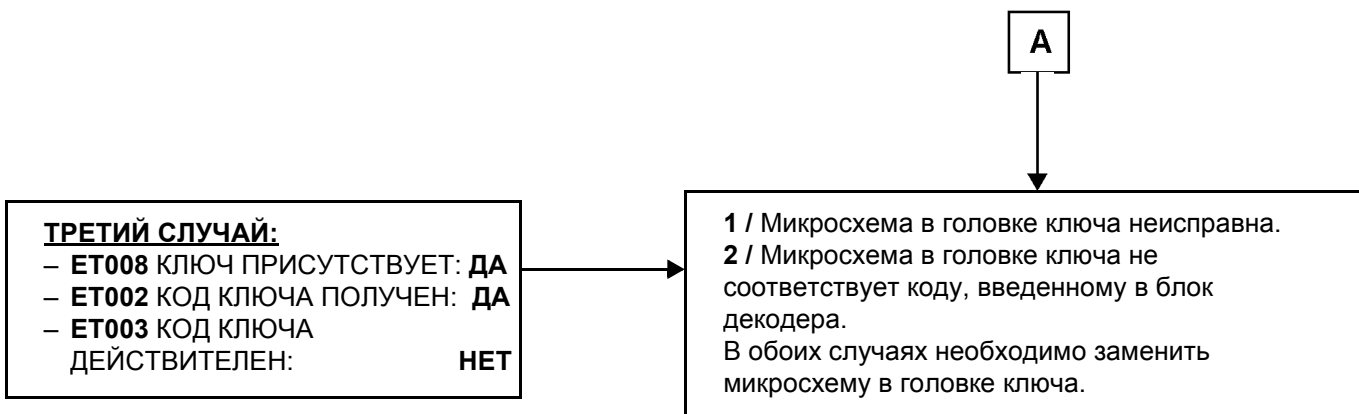 A
ТРЕТИЙ СЛУЧАЙ:
– ET008 КЛЮЧ ПРИСУТСТВУЕТ: ДА
– ET002 КОД КЛЮЧА ПОЛУЧЕН: ДА
– ET003 КОД КЛЮЧА
ДЕЙСТВИТЕЛЕН: НЕТ
1 / Микросхема в головке ключа неисправна.
2 / Микросхема в головке ключа не
соответствует коду, введенному в блок
декодера.
В обоих случаях необходимо заменить
микросхему в головке ключа.